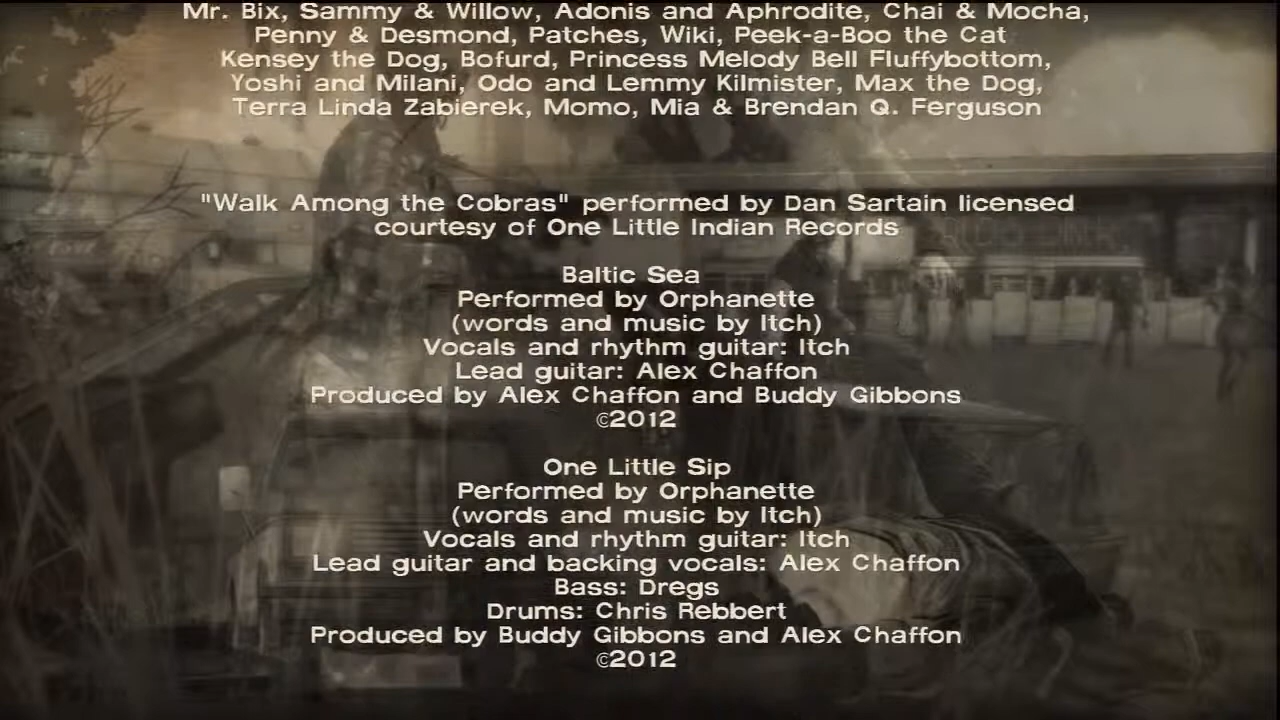 Mr. Bix, Sammy & Willow, Adonis and Aphrodite, Chai & Mocha,
Penny & Desmond, Patches, Wiki, Peek-a-Boo the Cat
Kensey the Dog, Bofurd, Princess Melody Bell Fluffybottom,
Yoshi and Milani, Odo and Lemmy Kilmister, Max the Dog,
Terra Linda Zabierek, Momo, Mia & Brendan Q. Ferguson
"Walk Among the Cobras" performed by Dan Sartain licensed
courtesy of One Little Indian Records
Baltic Sea
Performed by Orphanette
(words and music by Itch)
Vocals and rhythm guitar: Itch
Lead guitar: Alex Chaffon
Produced by Alex Chaffon and Buddy Gibbons
©2012
One Little Sip
Performed by Orphanette
(words and music by Itch)
Vocals and rhythm guitar: Itch
Lead guitar and backing vocals: Alex Chaffon
Bass: Dregs
Drums: Chris Rebbert
Produced by Buddy Gibbons and Alex Chaffon
©2012